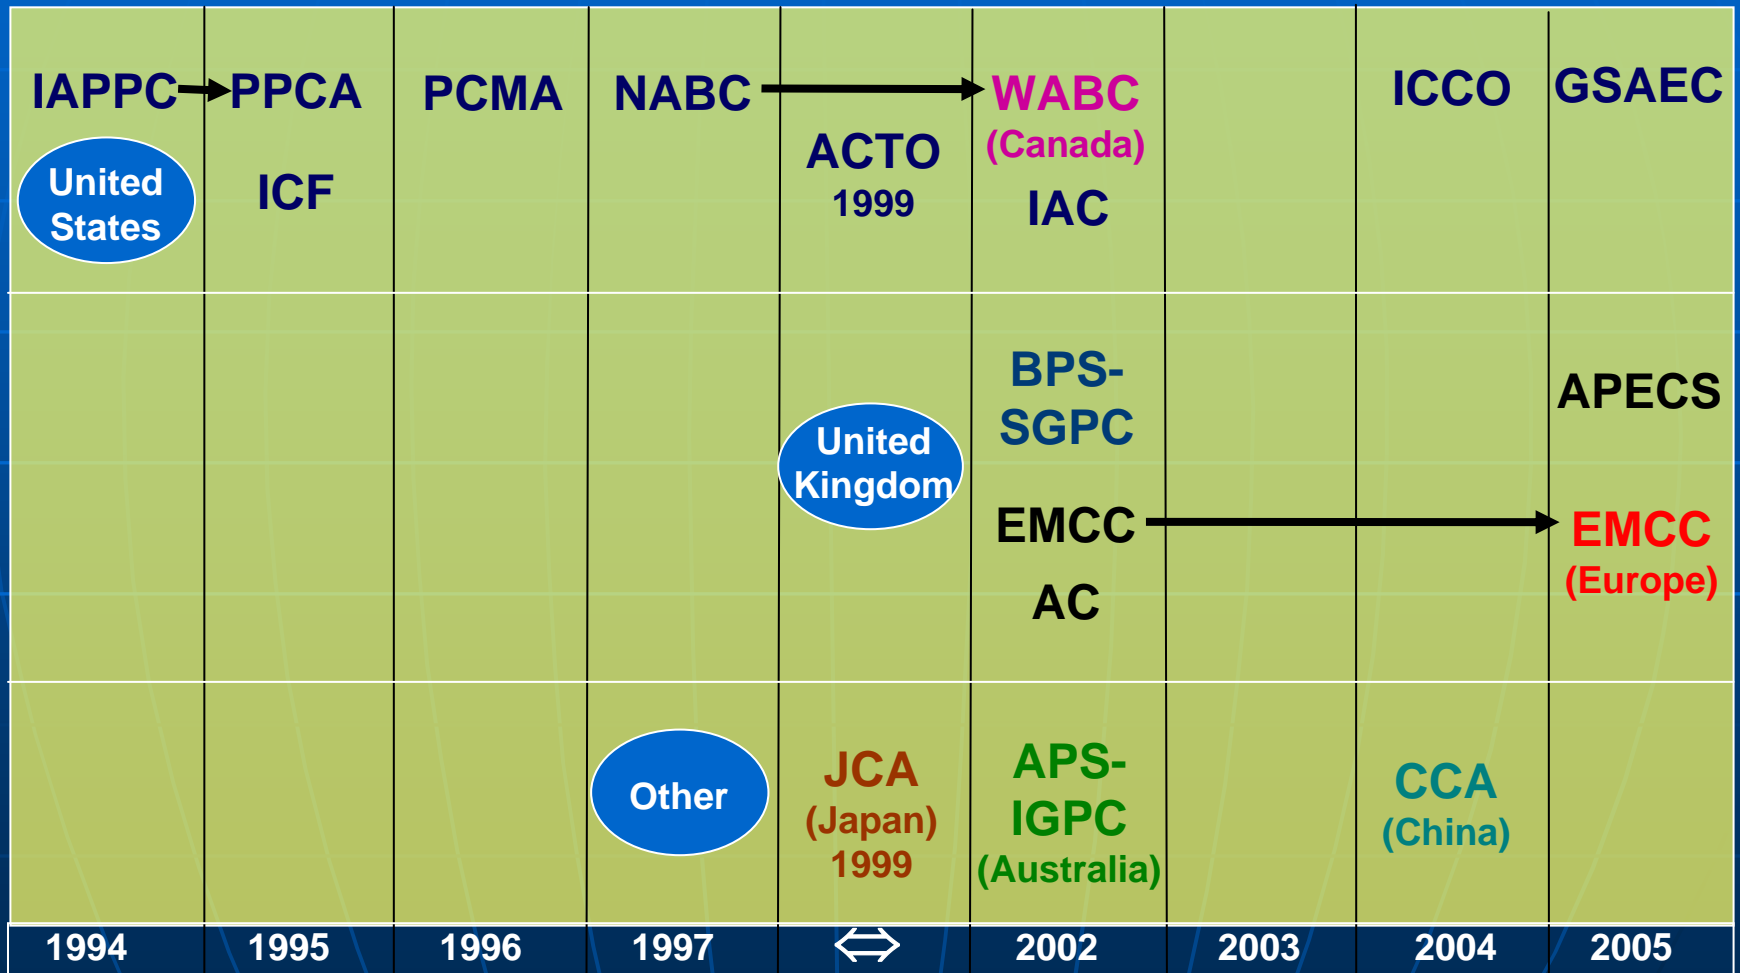 IAPPC PPCA PCMA NABC WABC ICCO GSAEC
(Canada)
ACTO
United
States
ICF
1999
IAC
BPS-
SGPC
APECS
United
Kingdom
EMCC EMCC
(Europe)
AC
Other
JCA
(Japan)
1999
APS-
IGPC
(Australia)
CCA
(China)
1994 1995 1996 1997 ⇔ 2002 2003 2004 2005